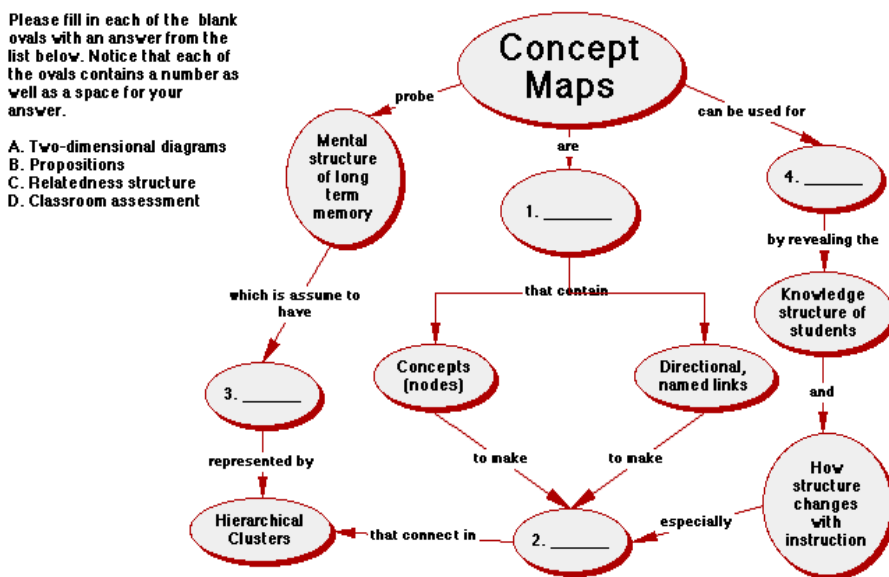 Please fill in each of the blank
ovals with an answer from the
list below. Notice that each of
the ovals contains a number as
well as a space for your
answer.
A. Two-dimensional diagrams
B. Propositions
C. Relatedness structure
D. Classroom assessment
Concept
Maps
probe
are
can be used for
Mental
structure
of long
term
memory
1. ______
4. ______
which is assume to
have
that contain
by revealing the
Knowledge
structure of
students
3. ______
Concepts
(nodes)
Directional,
named links
and
represented by
to make
to make
How
structure
changes
with
instruction
Hierarchical
Clusters
that connect in
2. ______
especially